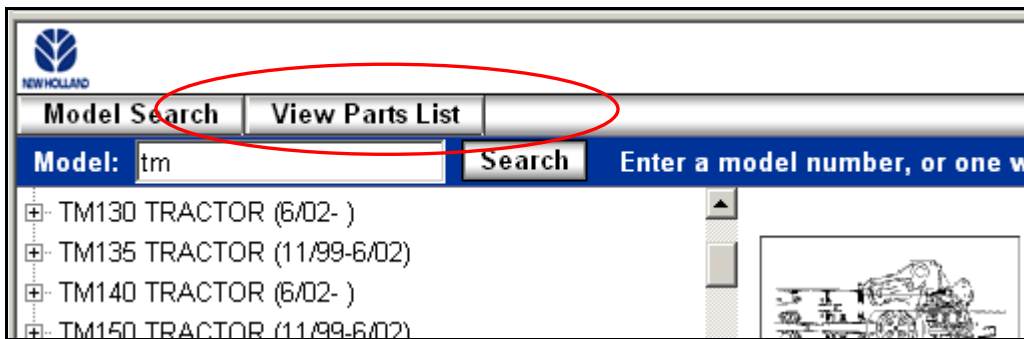 NEW HOLLAND
Model Search View Parts List
Model: tm Search Enter a model number, or one w
TM130 TRACTOR (6/02- )
TM135 TRACTOR (11/99-6/02)
TM140 TRACTOR (6/02- )
TM150 TRACTOR (11/99-6/02)